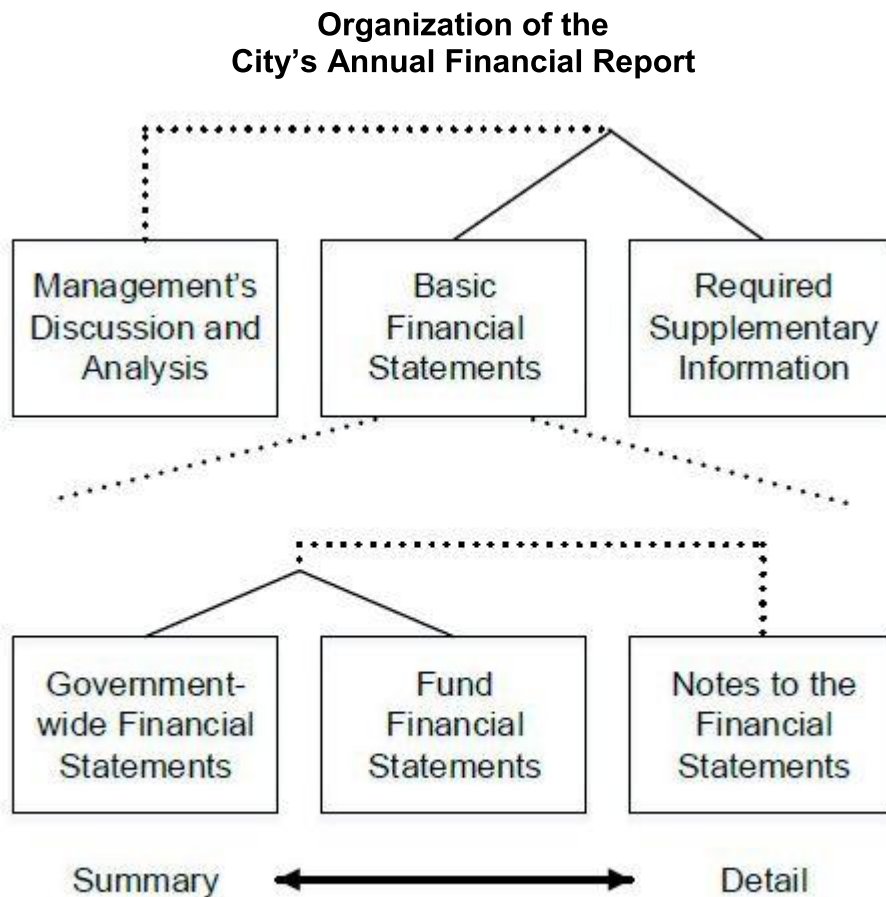 Organization of the
City’s Annual Financial Report
Management’s
Discussion and
Analysis
Basic
Financial
Statements
Required
Supplementary
Information
Government-
wide Financial
Statements
Fund
Financial
Statements
Notes to the
Financial
Statements
Summary
Detail